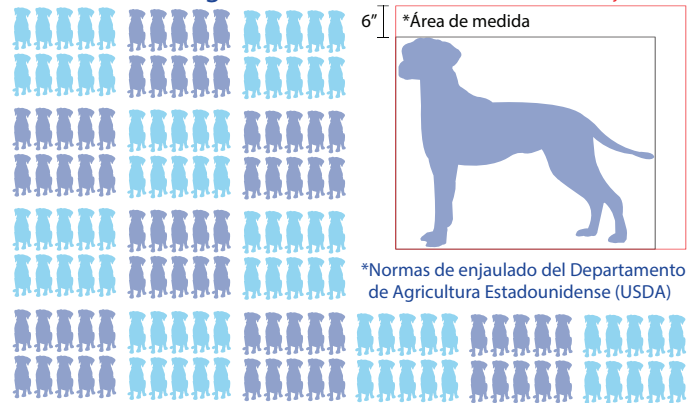 6”
*Área de medida
*Normas de enjaulado del Departamento
de Agricultura Estadounidense (USDA)